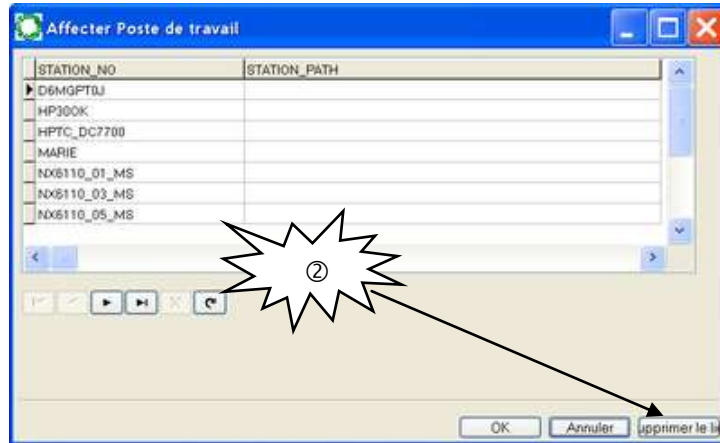 Affecter Poste de travail
STATION_NO STATION_PATH
D6MGPT0J
HP300K
HPTC_DC7700
MARIE
NX6110_01_MS
NX6110_03_MS
NX6110_05_MS
②
OK Annuler upprimer le li